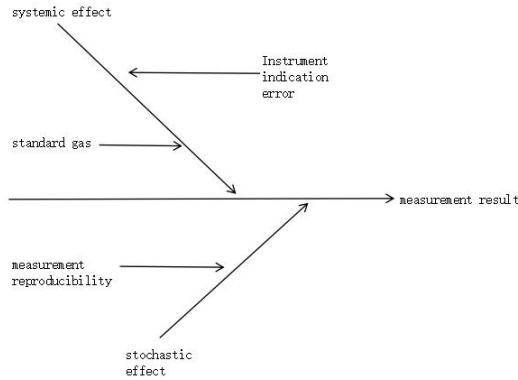 systemic effect
Instrument
indication
error
standard gas
measurement result
measurement
reproducibility
stochastic
effect